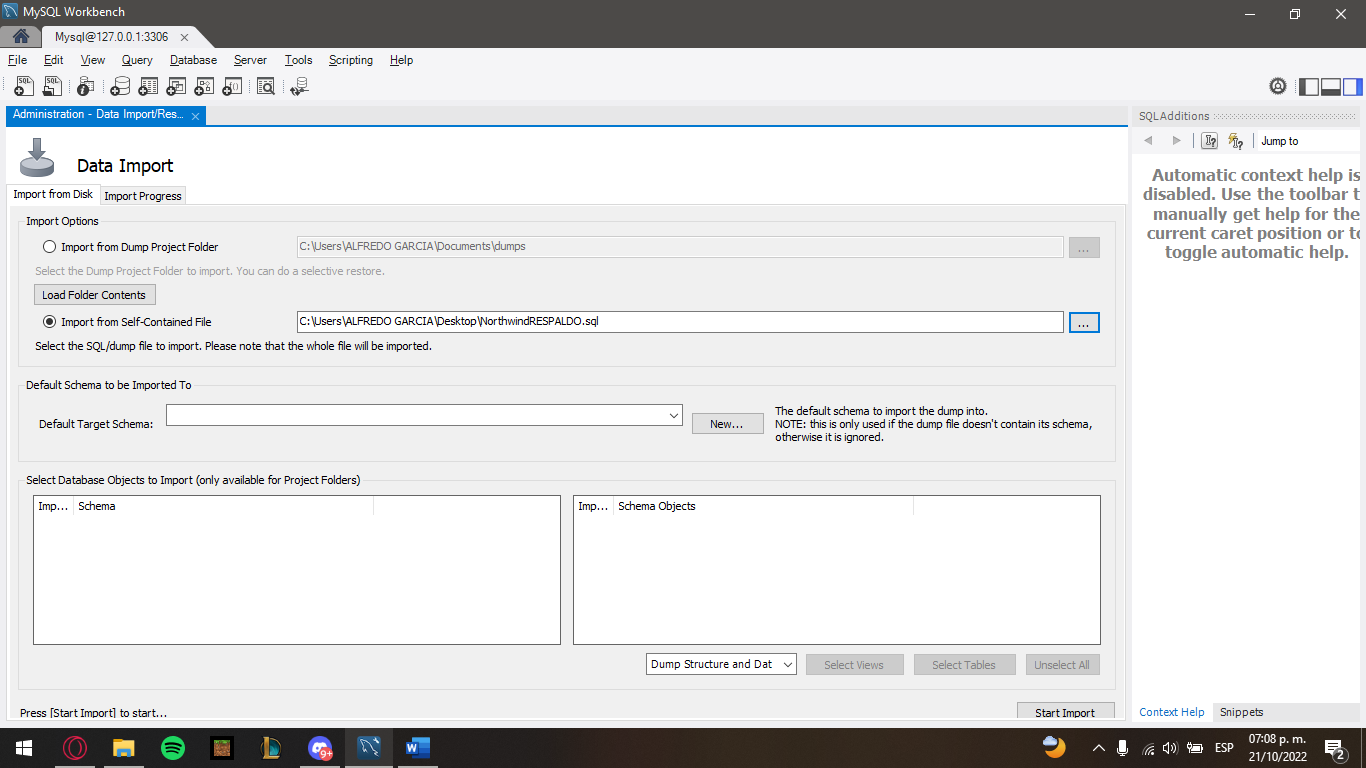 MySQL Workbench
Mysql@127.0.0.1:3306
File Edit View Query Database Server Tools Scripting Help
Administration - Data Import/Res...
SQLAdditions
Data Import
Jump to
Import from Disk Import Progress
Automatic context help is
disabled. Use the toolbar t
manually get help for the
current caret position or to
toggle automatic help.
Import Options
Import from Dump Project Folder
C:\Users\ALFREDO GARCIA\Documents\dumps
...
Select the Dump Project Folder to import. You can do a selective restore.
Load Folder Contents
Import from Self-Contained File
C:\Users\ALFREDO GARCIA\Desktop\NorthwindRESPALDO.sql
...
Select the SQL/dump file to import. Please note that the whole file will be imported.
Default Schema to be Imported To
Default Target Schema:
New...
The default schema to import the dump into.
NOTE: this is only used if the dump file doesn't contain its schema,
otherwise it is ignored.
Select Database Objects to Import (only available for Project Folders)
Imp... Schema
Imp... Schema Objects
Dump Structure and Dat
Select Views
Select Tables
Unselect All
Press [Start Import] to start...
Start Import
Context Help Snippets
9+
W
ESP
07:08 p. m.
21/10/2022
2